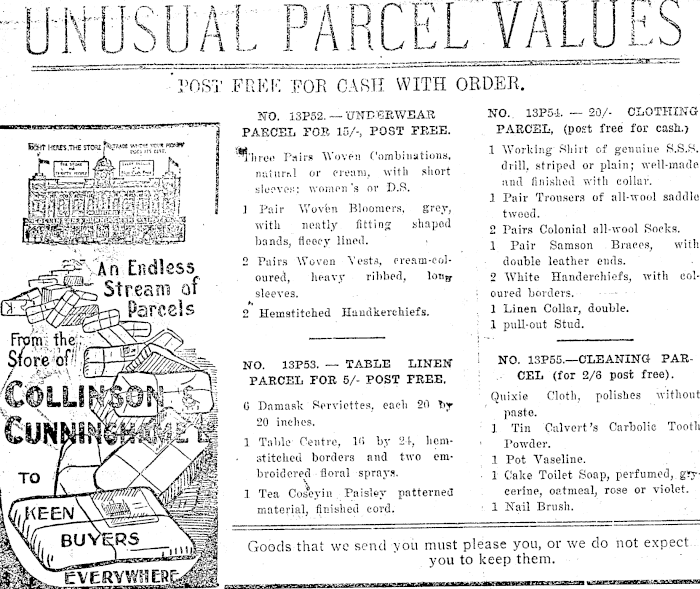 UNUSUAL PARCEL VALUES
POST FREE FOR CASH WITH ORDER.
RIGHT HERE'S THE STORE
THE STORE
An Endless
Stream of
Parcels
From the
Store of
COLLINSON &
CUNNINGHAME
TO
KEEN
BUYERS
EVERYWHERE
NO. 13P52. — UNDERWEAR
PARCEL FOR 15/-, POST FREE.
Three Pairs Woven Combinations,
natural or cream, with short
sleeves; women's or D.S.
1 Pair Woven Bloomers, grey,
with neatly fitting shaped
bands, fleecy lined.
2 Pairs Woven Vests, cream-col-
oured, heavy ribbed, long
sleeves.
2 Hemstitched Handkerchiefs.
NO. 13P53. — TABLE LINEN
PARCEL FOR 5/- POST FREE.
6 Damask Serviettes, each 20 by
20 inches.
1 Table Centre, 16 by 24, hem-
stitched borders and two em-
broidered floral sprays.
1 Tea Coseyin Paisley patterned
material, finished cord.
NO. 13P54. — 20/- CLOTHING
PARCEL, (post free for cash.)
1 Working Shirt of genuine S.S.S.
drill, striped or plain; well-made
and finished with collar.
1 Pair Trousers of all-wool saddle
tweed.
2 Pairs Colonial all-wool Socks.
1 Pair Samson Braces, with
double leather ends.
2 White Handerchiefs, with col-
oured borders.
1 Linen Collar, double.
1 pull-out Stud.
NO. 13P55.—CLEANING PAR-
CEL (for 2/6 post free).
Quixie Cloth, polishes without
paste.
1 Tin Calvert's Carbolic Tooth
Powder.
1 Pot Vaseline.
1 Cake Toilet Soap, perfumed, gly-
cerine, oatmeal, rose or violet.
1 Nail Brush.
Goods that we send you must please you, or we do not expect
you to keep them.